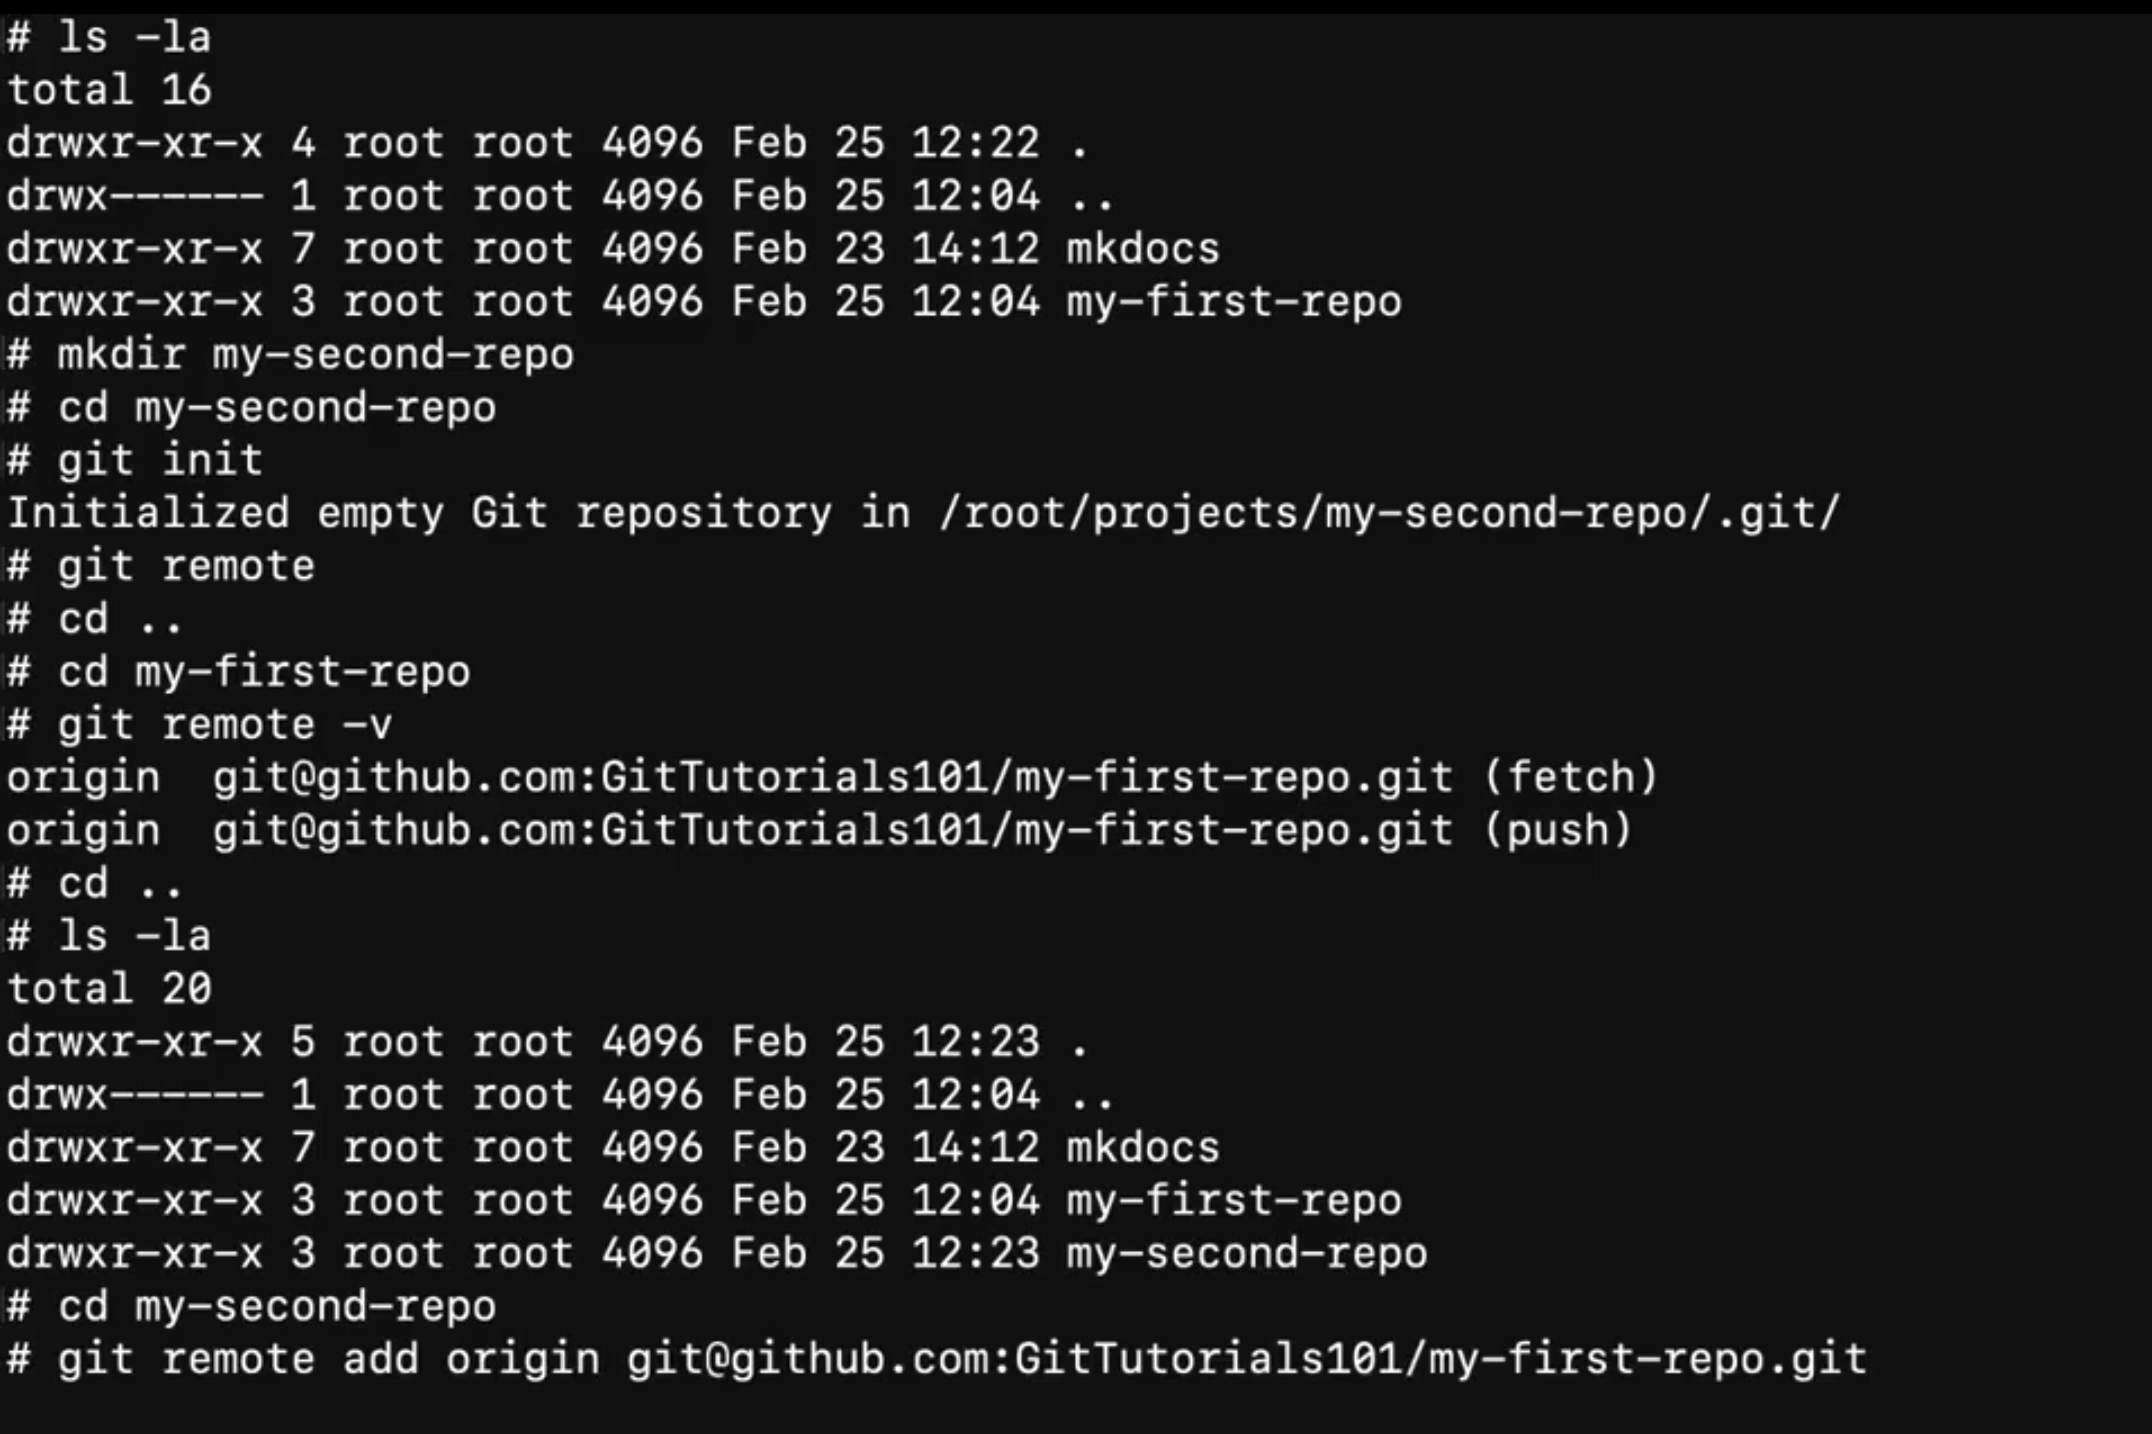 # ls -la
total 16
drwxr-xr-x 4 root root 4096 Feb 25 12:22 .
drwx------ 1 root root 4096 Feb 25 12:04 ..
drwxr-xr-x 7 root root 4096 Feb 23 14:12 mkdocs
drwxr-xr-x 3 root root 4096 Feb 25 12:04 my-first-repo
# mkdir my-second-repo
# cd my-second-repo
# git init
Initialized empty Git repository in /root/projects/my-second-repo/.git/
# git remote
# cd ..
# cd my-first-repo
# git remote -v
origin  git@github.com:GitTutorials101/my-first-repo.git (fetch)
origin  git@github.com:GitTutorials101/my-first-repo.git (push)
# cd ..
# ls -la
total 20
drwxr-xr-x 5 root root 4096 Feb 25 12:23 .
drwx------ 1 root root 4096 Feb 25 12:04 ..
drwxr-xr-x 7 root root 4096 Feb 23 14:12 mkdocs
drwxr-xr-x 3 root root 4096 Feb 25 12:04 my-first-repo
drwxr-xr-x 3 root root 4096 Feb 25 12:23 my-second-repo
# cd my-second-repo
# git remote add origin git@github.com:GitTutorials101/my-first-repo.git